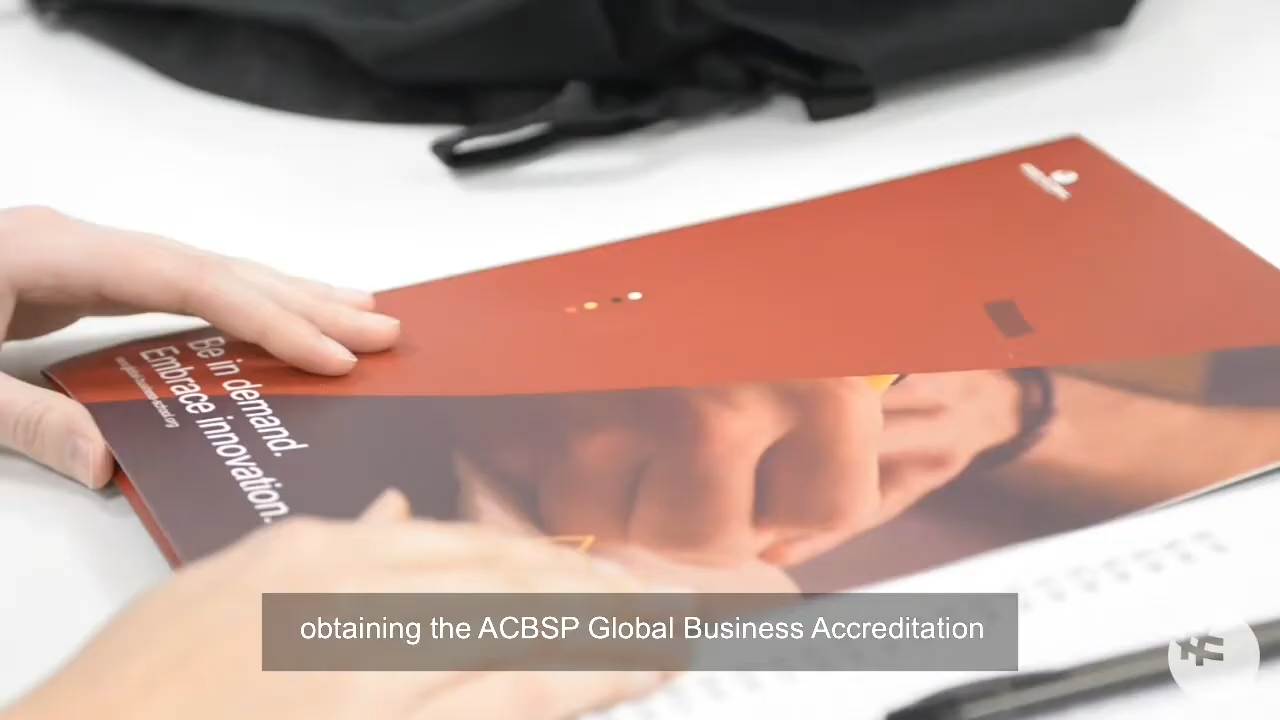 Be in demand.
Embrace innovation.
obtaining the ACBSP Global Business Accreditation